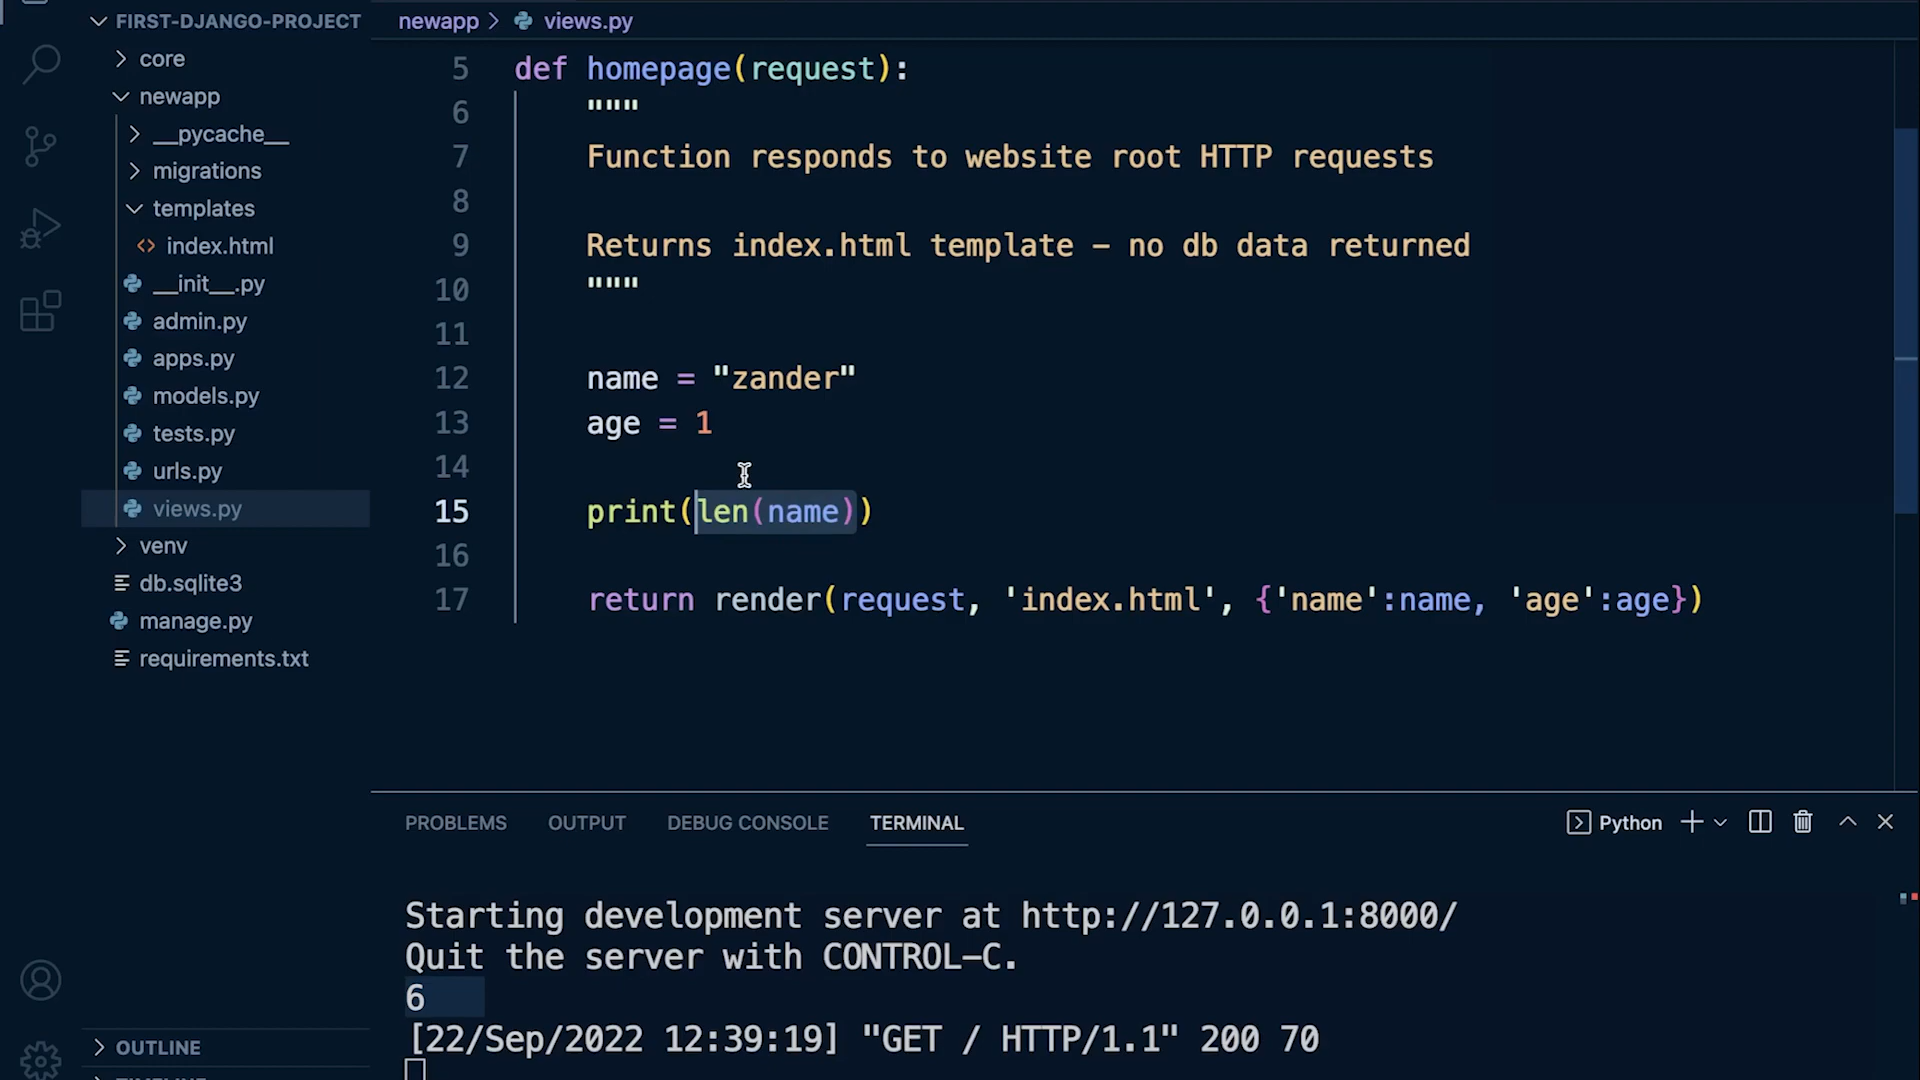 FIRST-DJANGO-PROJECT
core
newapp
__pycache__
migrations
templates
<> index.html
__init__.py
admin.py
apps.py
models.py
tests.py
urls.py
views.py
venv
db.sqlite3
manage.py
requirements.txt
OUTLINE
newapp > views.py
5 def homepage(request):
6 """
7 Function responds to website root HTTP requests
8
9 Returns index.html template - no db data returned
10 """
11
12 name = "zander"
13 age = 1
14
15 print(len(name))
16
17 return render(request, 'index.html', {'name':name, 'age':age})
PROBLEMS OUTPUT DEBUG CONSOLE TERMINAL Python
Starting development server at http://127.0.0.1:8000/
Quit the server with CONTROL-C.
6
[22/Sep/2022 12:39:19] "GET / HTTP/1.1" 200 70